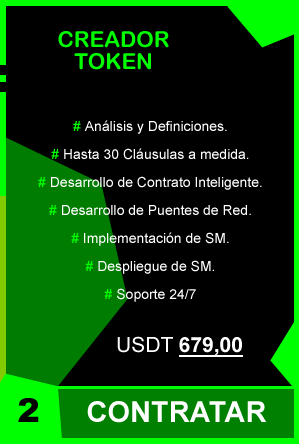 CREADOR
TOKEN
# Análisis y Definiciones.
# Hasta 30 Cláusulas a medida.
# Desarrollo de Contrato Inteligente.
# Desarrollo de Puentes de Red.
# Implementación de SM.
# Despliegue de SM.
# Soporte 24/7
USDT 679,00
2 CONTRATAR